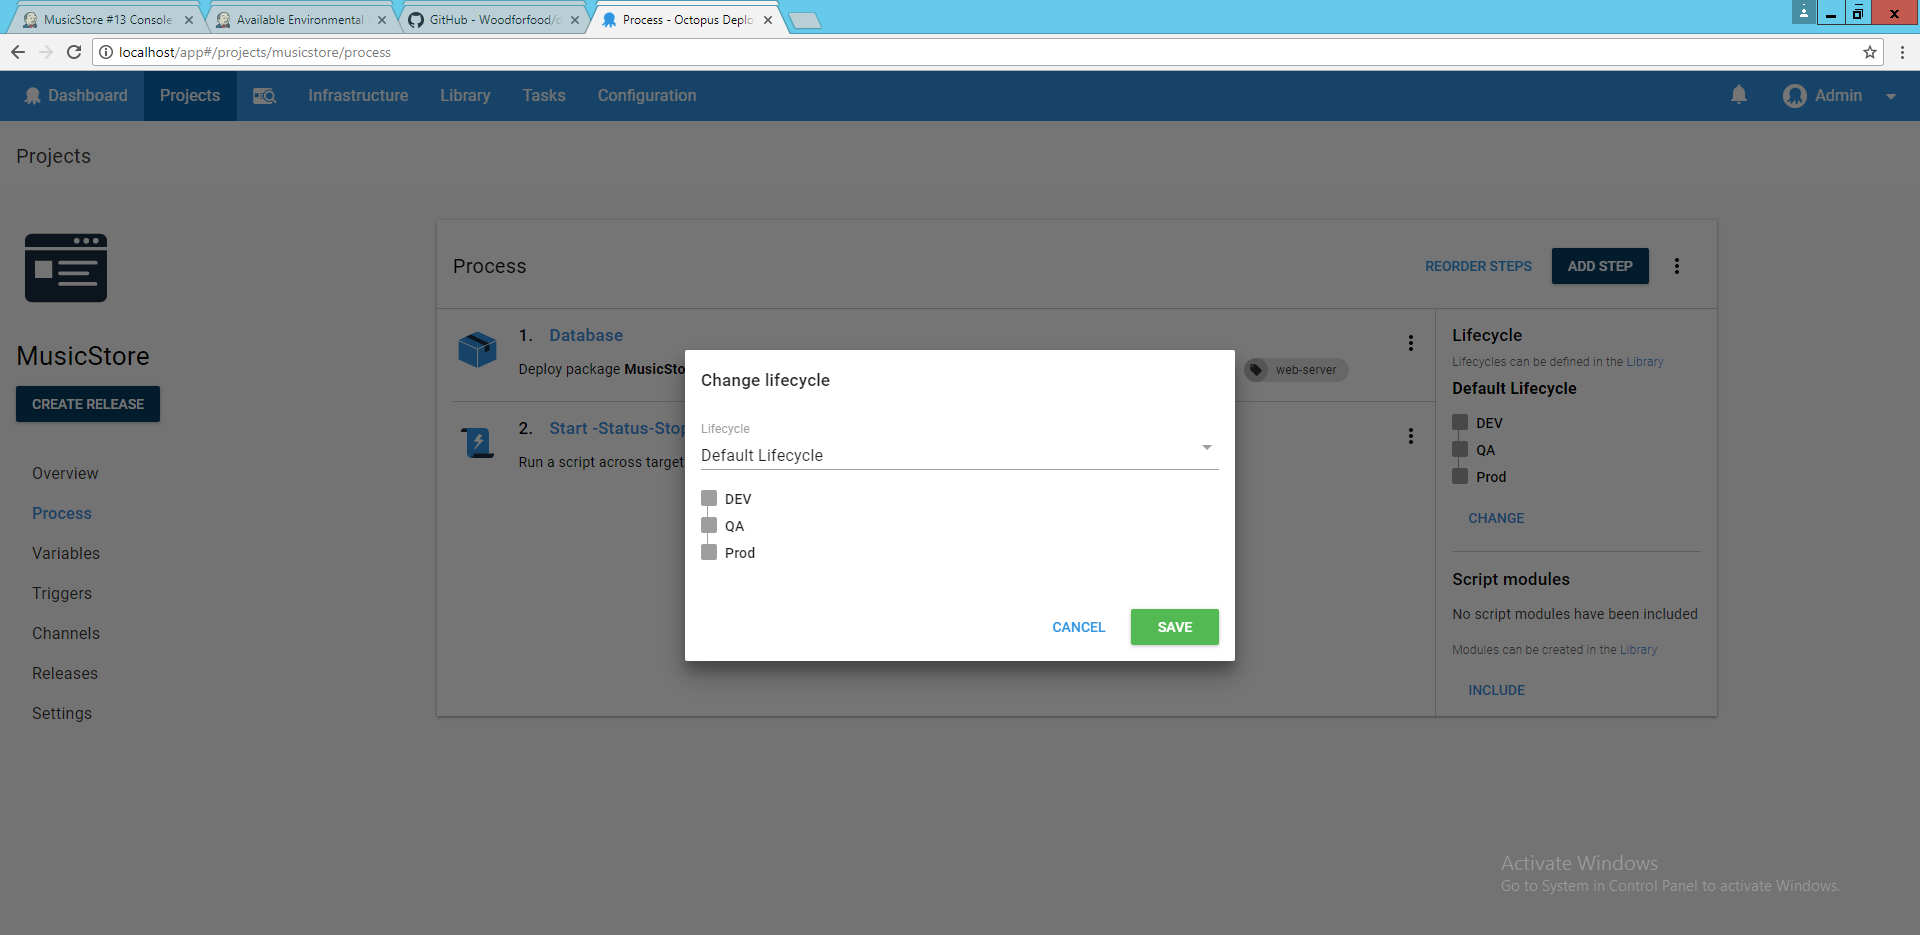 MusicStore #13 Console
Available Environmental
GitHub - Woodforfood/
Process - Octopus Deplo
localhost/app#/projects/musicstore/process
Dashboard
Projects
Infrastructure
Library
Tasks
Configuration
Admin
Projects
MusicStore
CREATE RELEASE
Overview
Process
Variables
Triggers
Channels
Releases
Settings
Process
REORDER STEPS
ADD STEP
1. Database
Deploy package MusicSto
web-server
2. Start -Status-Stop
Run a script across target
Change lifecycle
Lifecycle
Default Lifecycle
DEV
QA
Prod
CANCEL
SAVE
Lifecycle
Lifecycles can be defined in the Library
Default Lifecycle
DEV
QA
Prod
CHANGE
Script modules
No script modules have been included
Modules can be created in the Library
INCLUDE
Activate Windows
Go to System in Control Panel to activate Windows.